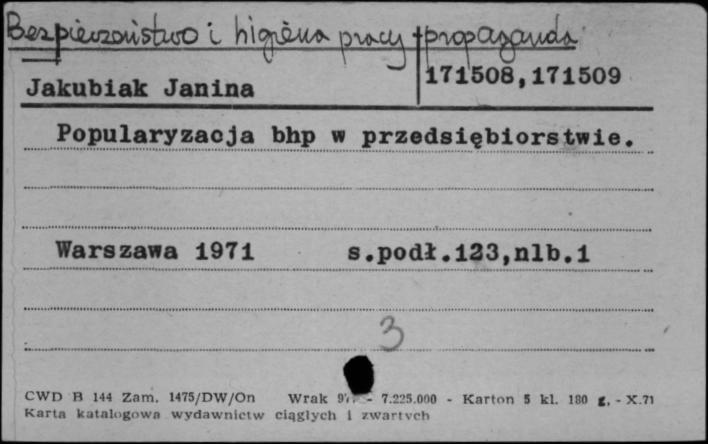 Bezpieczeństwo i higiena pracy - propaganda
171508,171509
Jakubiak Janina
Popularyzacja bhp w przedsiębiorstwie.
Warszawa 1971 s.podł.123,nlb.1
3
CWD B 144 Zam. 1475/DW/On Wrak - 7.225.000 - Karton 5 kl. 180 g. - X.71
Karta katalogowa wydawnictw ciągłych i zwartych